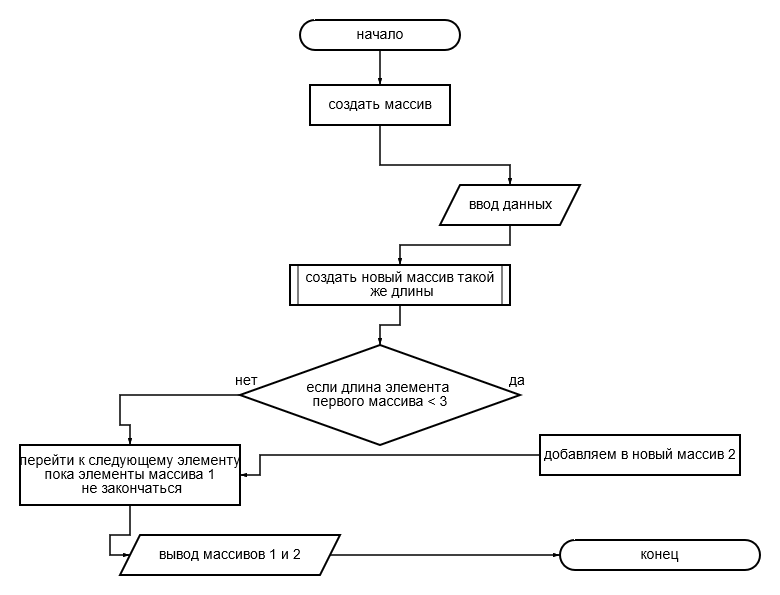 начало
создать массив
ввод данных
создать новый массив такой
же длины
нет
да
если длина элемента
первого массива < 3
добавляем в новый массив 2
перейти к следующему элементу
пока элементы массива 1
не закончаться
вывод массивов 1 и 2
конец